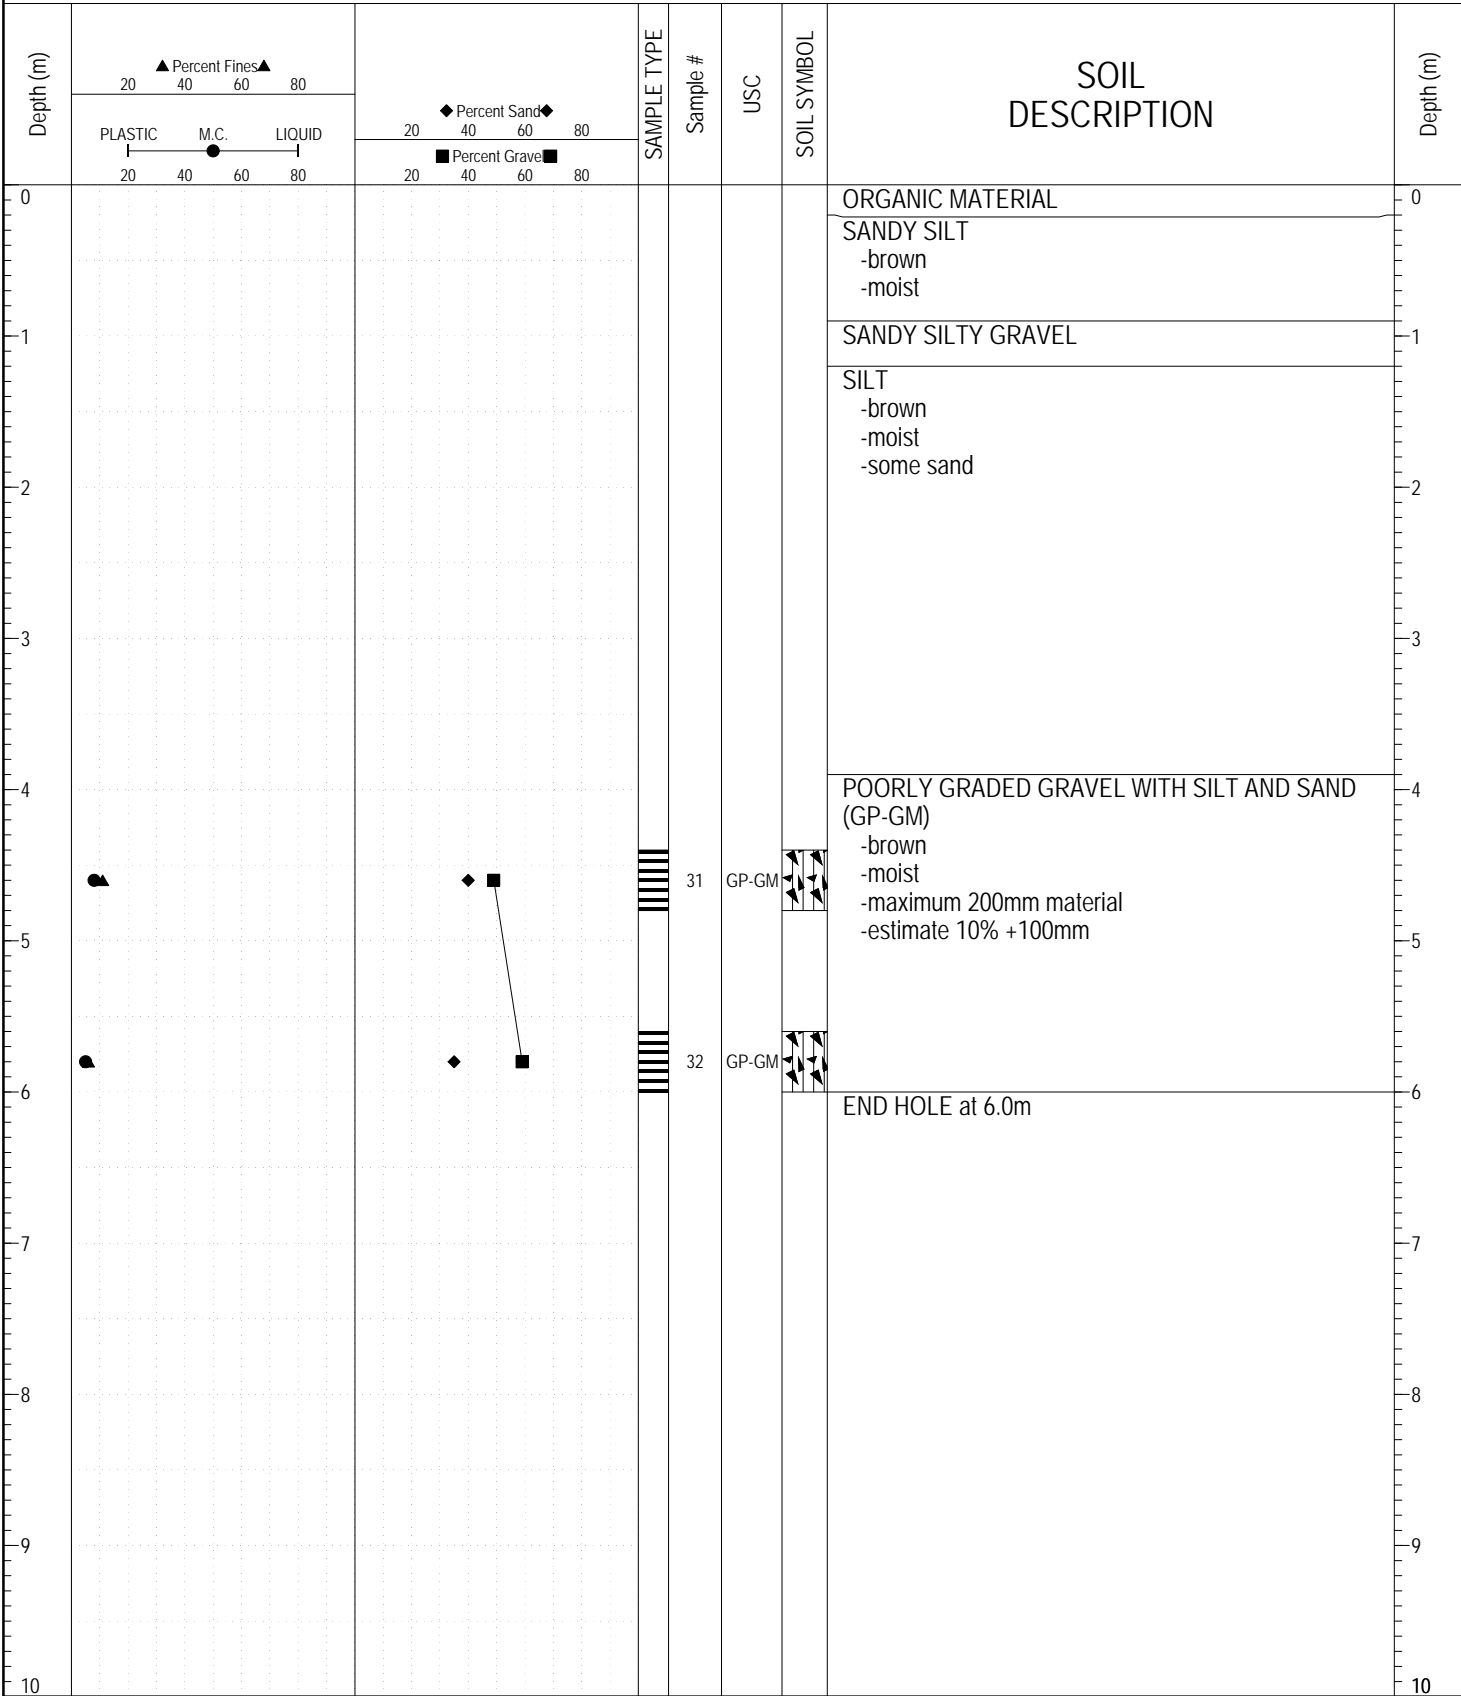 Depth (m)
▲ Percent Fines ▲
20 40 60 80
PLASTIC M.C. LIQUID
20 40 60 80
◆ Percent Sand ◆
20 40 60 80
■ Percent Gravel ■
20 40 60 80
SAMPLE TYPE
Sample #
USC
SOIL SYMBOL
SOIL
DESCRIPTION
Depth (m)
0 ORGANIC MATERIAL 0
SANDY SILT
-brown
-moist
1 SANDY SILTY GRAVEL 1
SILT
-brown
-moist
-some sand
2 2
3 3
4 POORLY GRADED GRAVEL WITH SILT AND SAND 4
(GP-GM)
-brown
31 GP-GM -moist
-maximum 200mm material
-estimate 10% +100mm
5 5
32 GP-GM
6 6
END HOLE at 6.0m
7 7
8 8
9 9
10 10